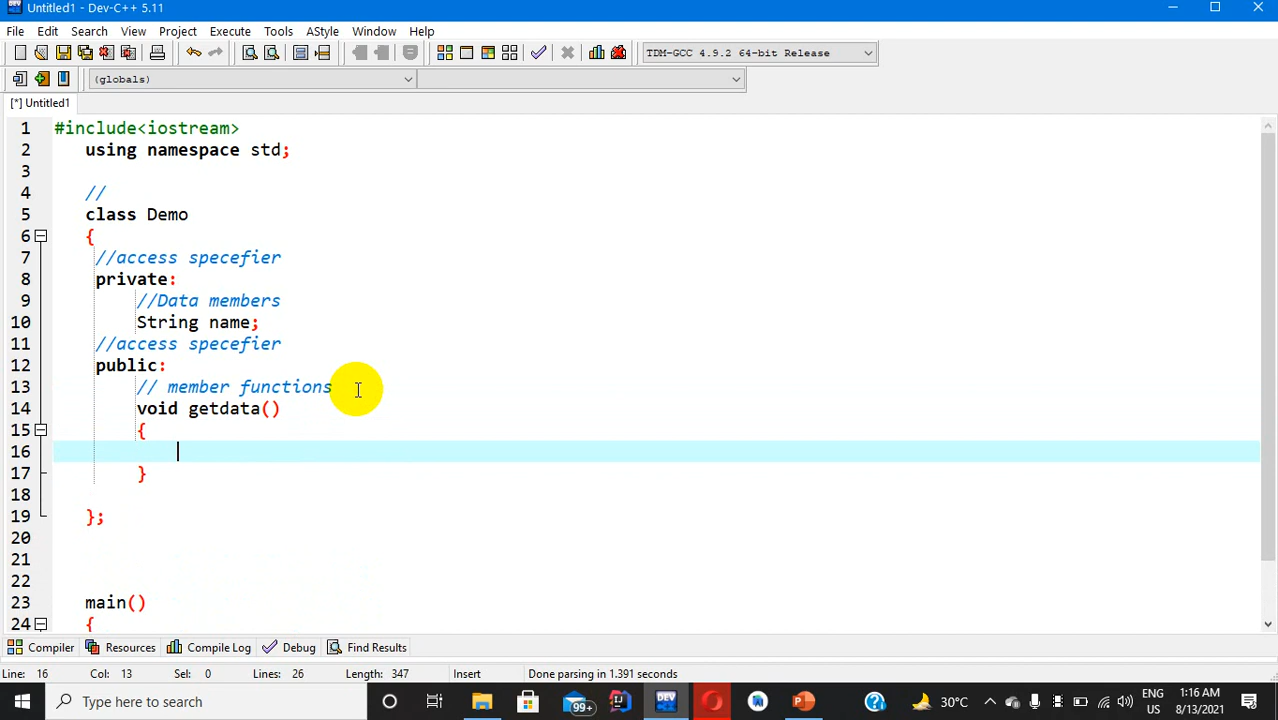 Untitled1 - Dev-C++ 5.11
File Edit Search View Project Execute Tools AStyle Window Help
TDM-GCC 4.9.2 64-bit Release
(globals)
[*] Untitled1
1 #include<iostream>
2 using namespace std;
3
4 //
5 class Demo
6 {
7 //access specefier
8 private:
9 //Data members
10 String name;
11 //access specefier
12 public:
13 // member functions
14 void getdata()
15 {
16
17 }
18
19 };
20
21
22
23 main()
24 {
Compiler Resources Compile Log Debug Find Results
Line: 16 Col: 13 Sel: 0 Lines: 26 Length: 347 Insert Done parsing in 1.391 seconds
Type here to search 99+ DEV 30°C ENG US 1:16 AM 8/13/2021